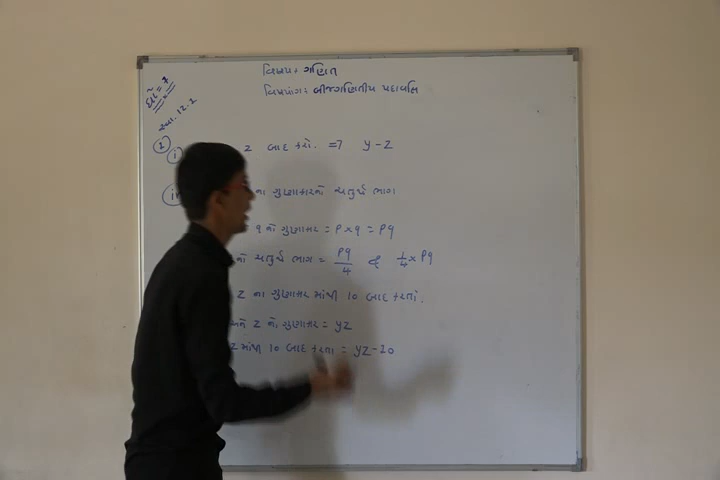 વિષય: ગણિત
વિષયાંગ: બીજગણિતીય પદાવલિ
ધો = 7
સ્વા. 12.2
1
i z બાદ કરો. => y - z
ના ગુણાકારનો ચતુર્થ ભાગ
q નો ગુણાકાર = p × q = pq
નો ચતુર્થ ભાગ = pq/4 1/4 × pq
z ના ગુણાકારમાંથી 10 બાદ કરતાં.
અને z નો ગુણાકાર = yz
z માંથી 10 બાદ કરતા = yz - 10